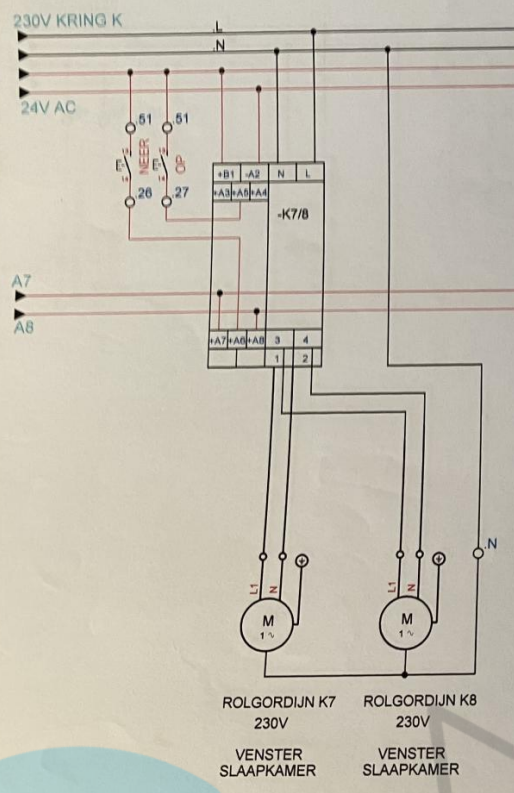 230V KRING K
.L
.N
24V AC
.51
.51
NEER
OP
26
.27
+B1 -A2 N L
+A3 +A5 +A4
-K7/8
A7
A8
+A7 +A6 +A8 3 4
1 2
.N
L1 N
L1 N
M
1~
M
1~
ROLGORDIJN K7 ROLGORDIJN K8
230V 230V
VENSTER VENSTER
SLAAPKAMER SLAAPKAMER